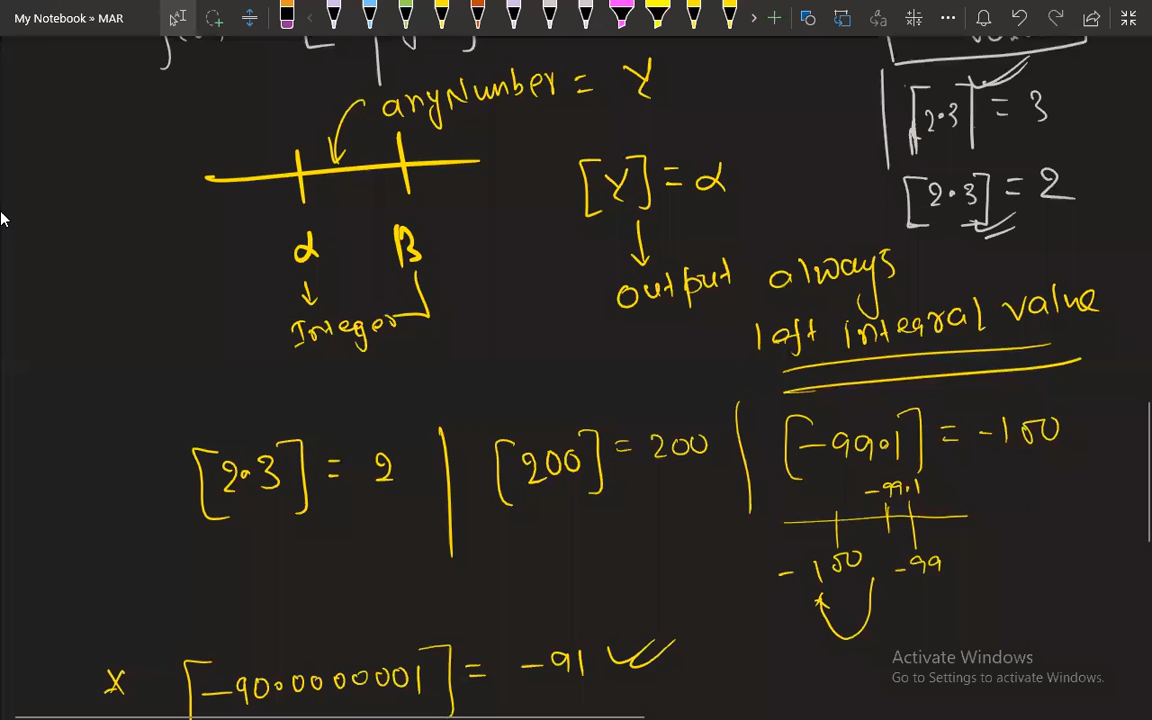 My Notebook » MAR
anyNumber = Y
⌈2.3⌉ = 3
[Y] = α
[2.3] = 2
α β
Integer
output always
left integral value
[2.3] = 2 [200] = 200 [-99.1] = -100
-99.1
-100 -99
x [-90.0000001] = -91
Activate Windows
Go to Settings to activate Windows.